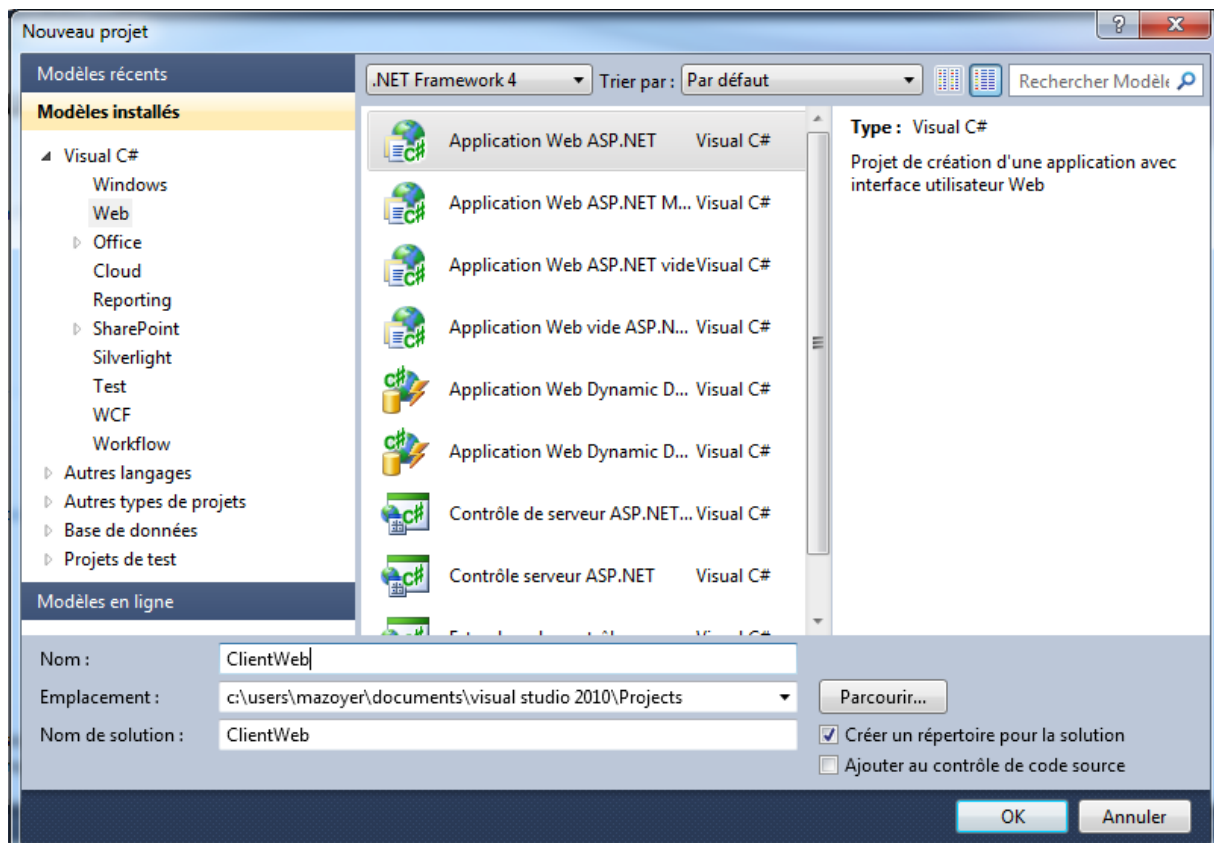 Nouveau projet
Modèles récents
Modèles installés
Visual C#
Windows
Web
Office
Cloud
Reporting
SharePoint
Silverlight
Test
WCF
Workflow
Autres langages
Autres types de projets
Base de données
Projets de test
Modèles en ligne
.NET Framework 4 Trier par : Par défaut Rechercher Modèle
Application Web ASP.NET Visual C#
Application Web ASP.NET M... Visual C#
Application Web ASP.NET vide Visual C#
Application Web vide ASP.N... Visual C#
Application Web Dynamic D... Visual C#
Application Web Dynamic D... Visual C#
Contrôle de serveur ASP.NET... Visual C#
Contrôle serveur ASP.NET Visual C#
Type : Visual C#
Projet de création d'une application avec
interface utilisateur Web
Nom : ClientWeb
Emplacement : c:\users\mazoyer\documents\visual studio 2010\Projects Parcourir...
Nom de solution : ClientWeb
Créer un répertoire pour la solution
Ajouter au contrôle de code source
OK Annuler